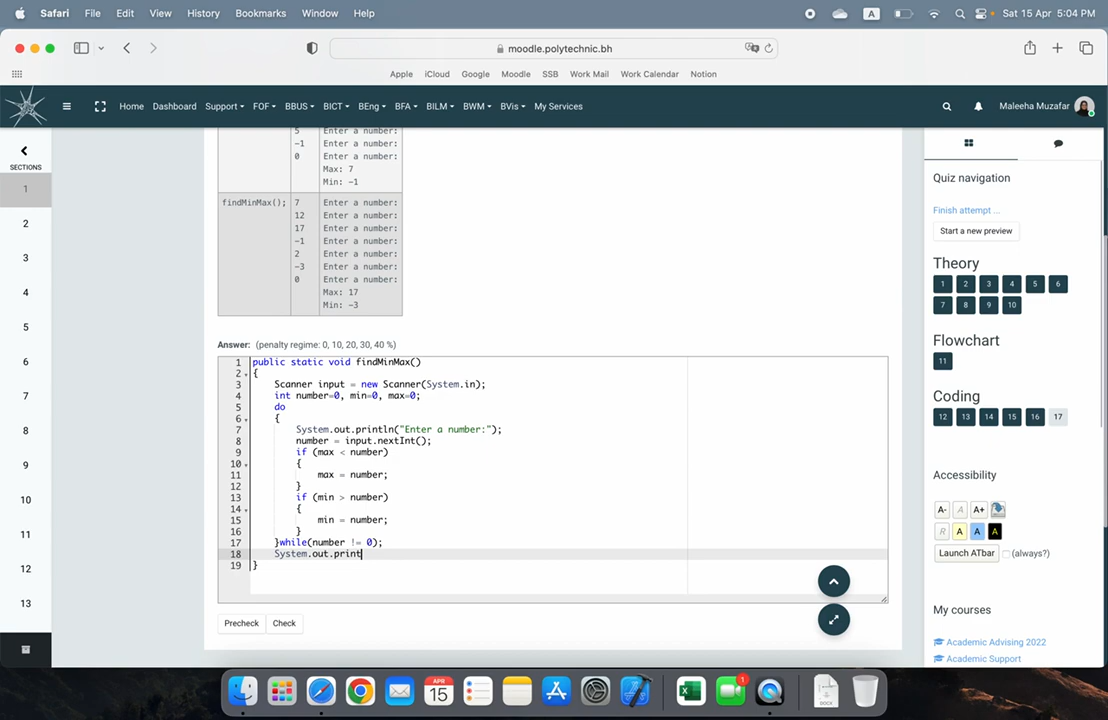 Safari File Edit View History Bookmarks Window Help A Sat 15 Apr 5:04 PM
moodle.polytechnic.bh
Apple iCloud Google Moodle SSB Work Mail Work Calendar Notion
Home Dashboard Support FOF BBUS BICT BEng BFA BILM BWM BVis My Services Maleeha Muzafar
SECTIONS
1
2
3
4
5
6
7
8
9
10
11
12
13
5 Enter a number:
-1 Enter a number:
0 Enter a number:
Max: 7
Min: -1
findMinMax(); 7 Enter a number:
12 Enter a number:
17 Enter a number:
-1 Enter a number:
2 Enter a number:
-3 Enter a number:
0 Enter a number:
Max: 17
Min: -3
Answer: (penalty regime: 0, 10, 20, 30, 40 %)
1 public static void findMinMax()
2 {
3 Scanner input = new Scanner(System.in);
4 int number=0, min=0, max=0;
5 do
6 {
7 System.out.println("Enter a number:");
8 number = input.nextInt();
9 if (max < number)
10 {
11 max = number;
12 }
13 if (min > number)
14 {
15 min = number;
16 }
17 }while(number != 0);
18 System.out.print
19 }
Precheck Check
Quiz navigation
Finish attempt ...
Start a new preview
Theory
1 2 3 4 5 6
7 8 9 10
Flowchart
11
Coding
12 13 14 15 16 17
Accessibility
A- A A+
R A A A
Launch ATbar (always?)
My courses
Academic Advising 2022
Academic Support
APR
15
1
DOCX